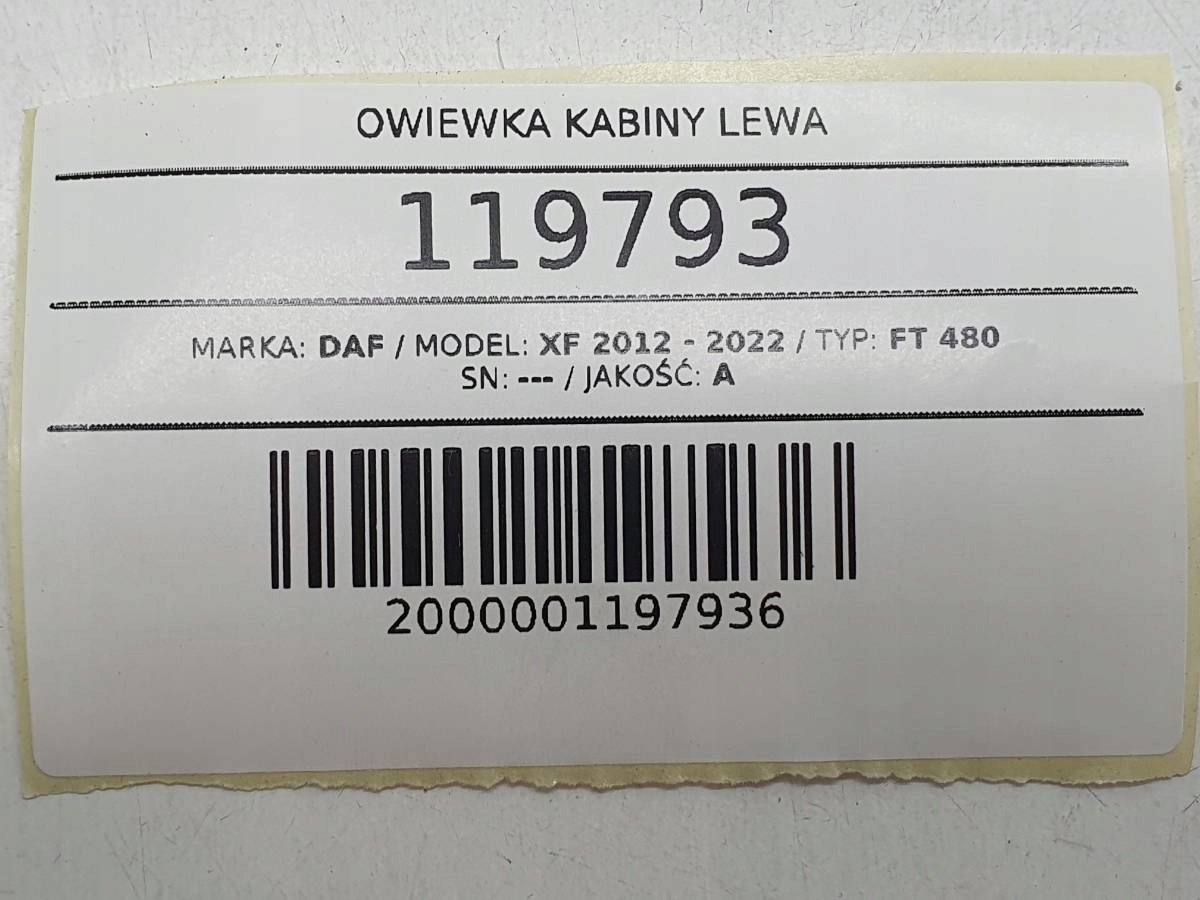 OWIEWKA KABINY LEWA
119793
MARKA: DAF / MODEL: XF 2012 - 2022 / TYP: FT 480
SN: --- / JAKOŚĆ: A
2000001197936